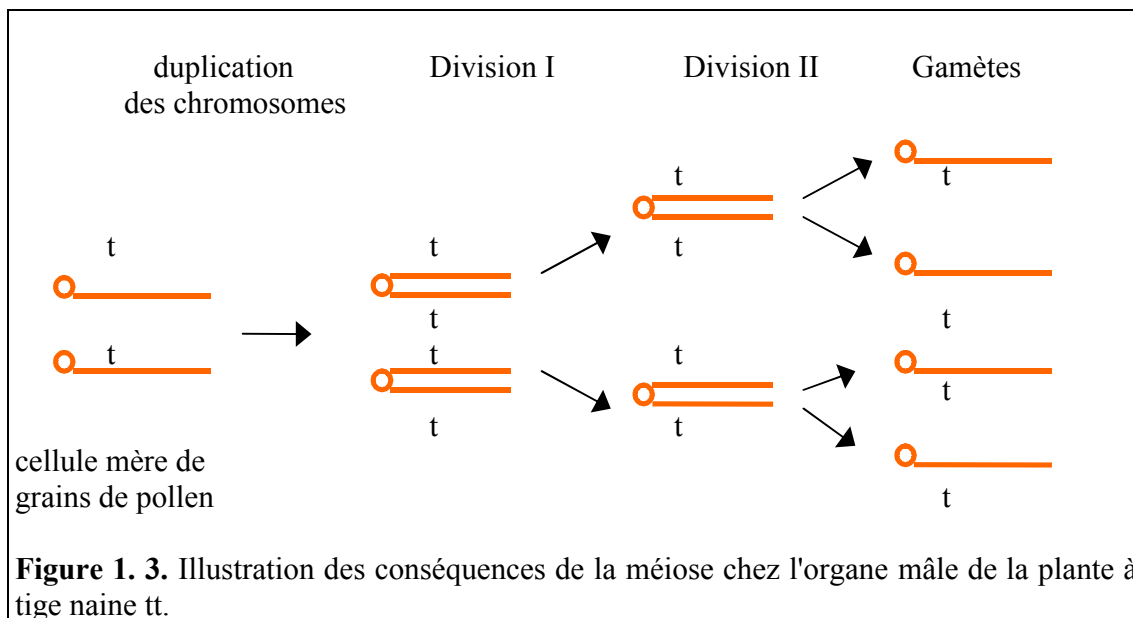 duplication
des chromosomes
Division I
Division II
Gamètes
t
t
t
t
t
t
t
t
t
t
t
t
t
t
cellule mère de
grains de pollen
Figure 1. 3. Illustration des conséquences de la méiose chez l'organe mâle de la plante à
tige naine tt.